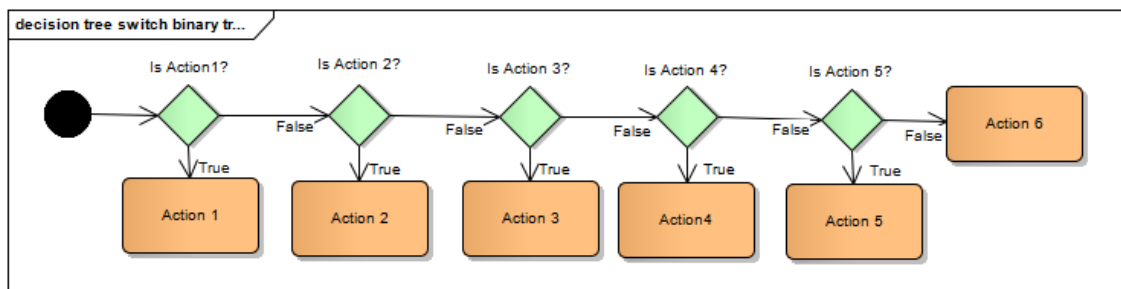 decision tree switch binary tr...
Is Action1?
Is Action 2?
Is Action 3?
Is Action 4?
Is Action 5?
False
False
False
False
False
Action 6
True
True
True
True
True
Action 1
Action 2
Action 3
Action4
Action 5